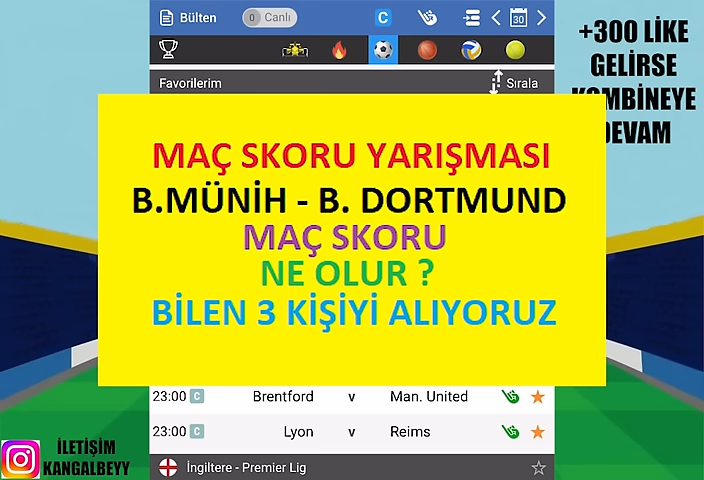 Bülten
0 Canlı
C
30
+300 LİKE
GELİRSE
KOMBİNEYE
DEVAM
Favorilerim
Sırala
MAÇ SKORU YARIŞMASI
B.MÜNİH - B. DORTMUND
MAÇ SKORU
NE OLUR ?
BİLEN 3 KİŞİYİ ALIYORUZ
23:00 C Brentford v Man. United
23:00 C Lyon v Reims
İngiltere - Premier Lig
İLETİŞİM
KANGALBEYY